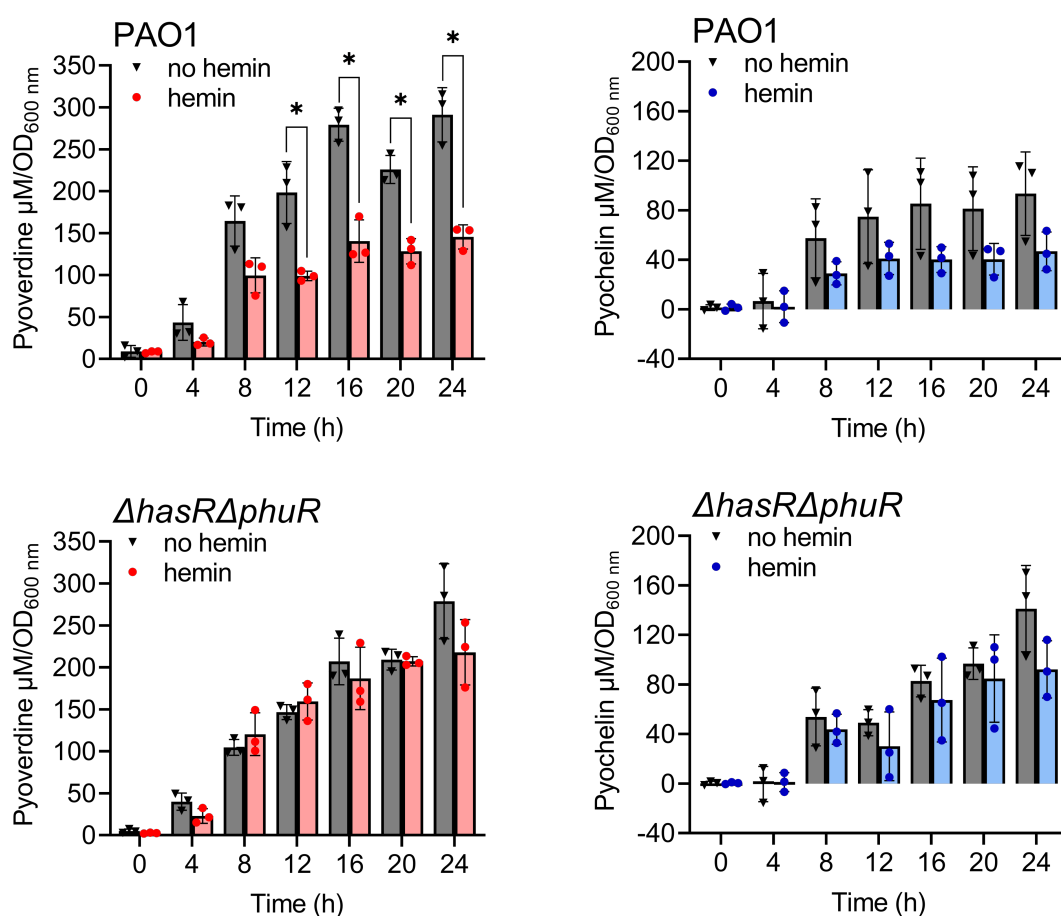 PAO1
▼ no hemin
● hemin
Pyoverdine µM/OD600 nm
350
300
250
200
150
100
50
0
* * * *
0 4 8 12 16 20 24
Time (h)
PAO1
▼ no hemin
● hemin
Pyochelin µM/OD600 nm
200
160
120
80
40
0
-40
0 4 8 12 16 20 24
Time (h)
ΔhasRΔphuR
▼ no hemin
● hemin
Pyoverdine µM/OD600 nm
350
300
250
200
150
100
50
0
0 4 8 12 16 20 24
Time (h)
ΔhasRΔphuR
▼ no hemin
● hemin
Pyochelin µM/OD600 nm
200
160
120
80
40
0
-40
0 4 8 12 16 20 24
Time (h)